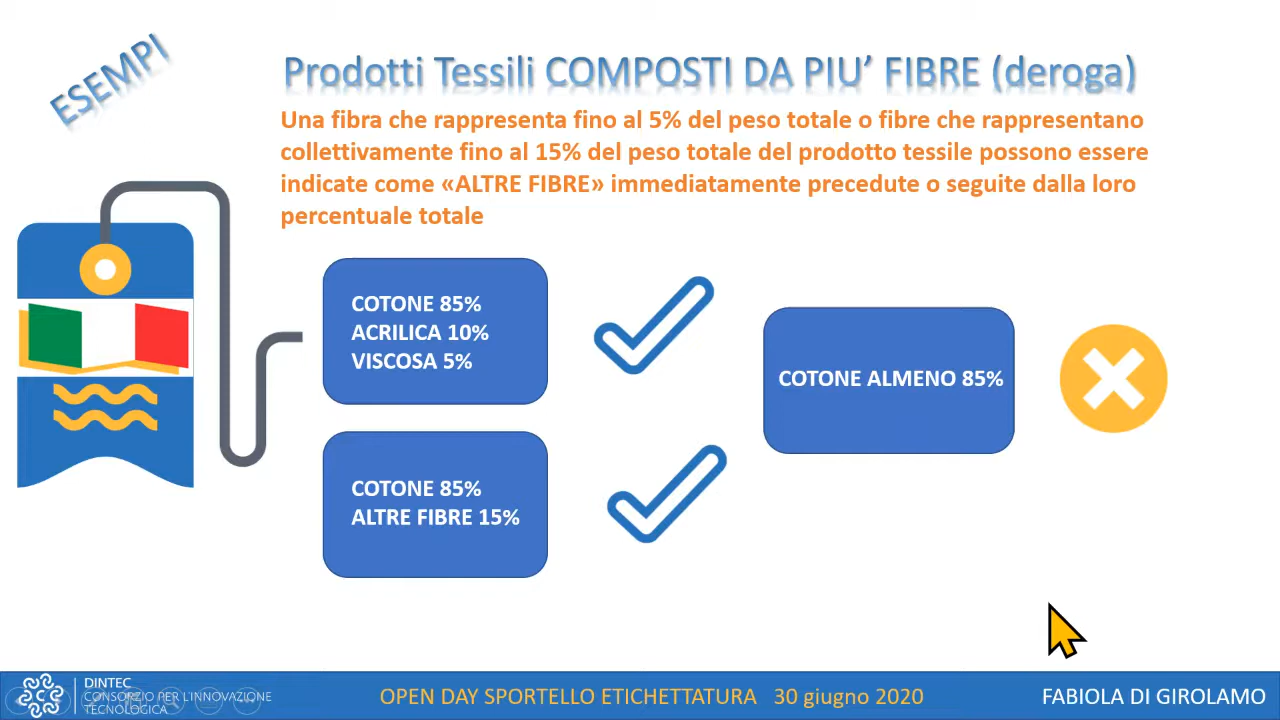 ESEMPI
Prodotti Tessili COMPOSTI DA PIU’ FIBRE (deroga)
Una fibra che rappresenta fino al 5% del peso totale o fibre che rappresentano
collettivamente fino al 15% del peso totale del prodotto tessile possono essere
indicate come «ALTRE FIBRE» immediatamente precedute o seguite dalla loro
percentuale totale
COTONE 85%
ACRILICA 10%
VISCOSA 5%
COTONE ALMENO 85%
COTONE 85%
ALTRE FIBRE 15%
DINTEC
CONSORZIO PER L'INNOVAZIONE
TECNOLOGICA
OPEN DAY SPORTELLO ETICHETTATURA 30 giugno 2020
FABIOLA DI GIROLAMO